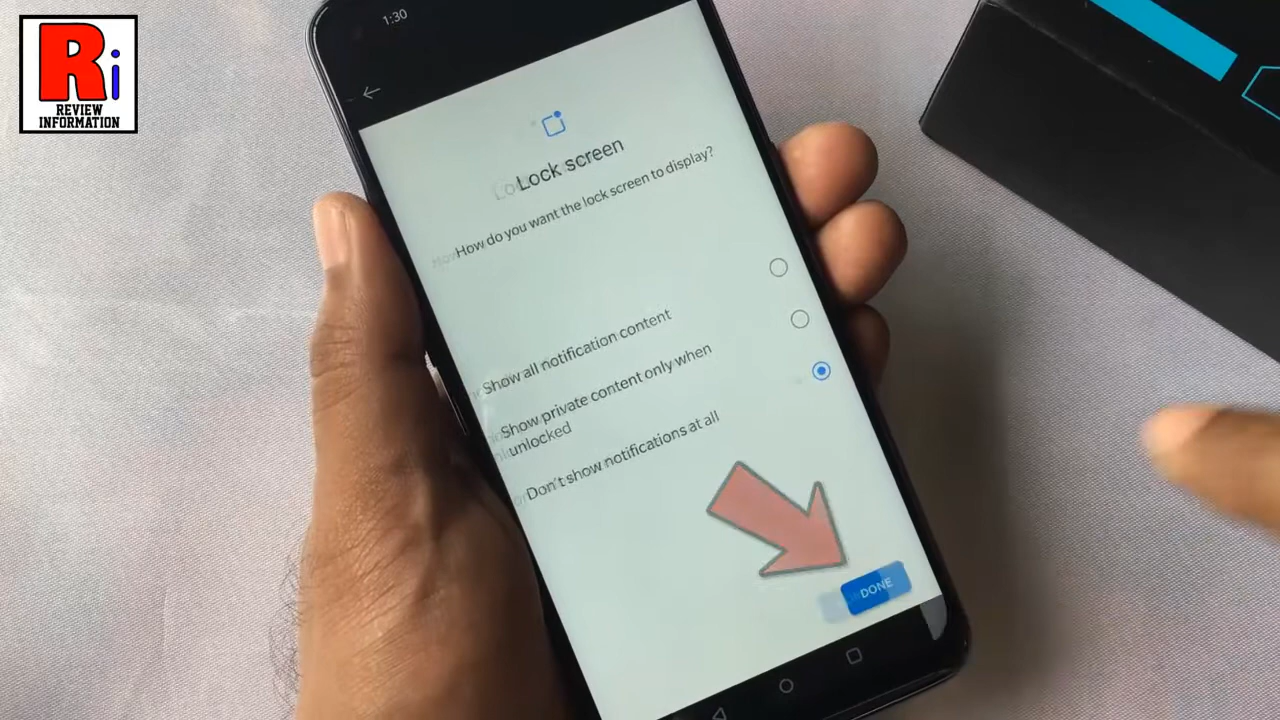 Ri
REVIEW
INFORMATION
1:30
Lock screen
How do you want the lock screen to display?
Show all notification content
Show private content only when
unlocked
Don't show notifications at all
DONE